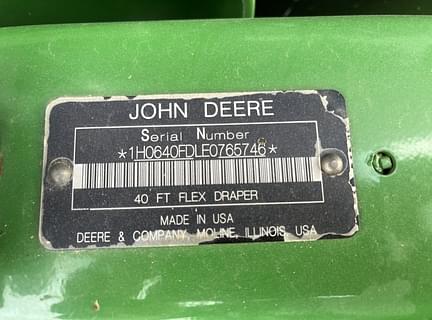 JOHN DEERE
Serial Number
*1H0640FDLE0765746*
40 FT FLEX DRAPER
MADE IN USA
DEERE & COMPANY MOLINE, ILLINOIS, USA